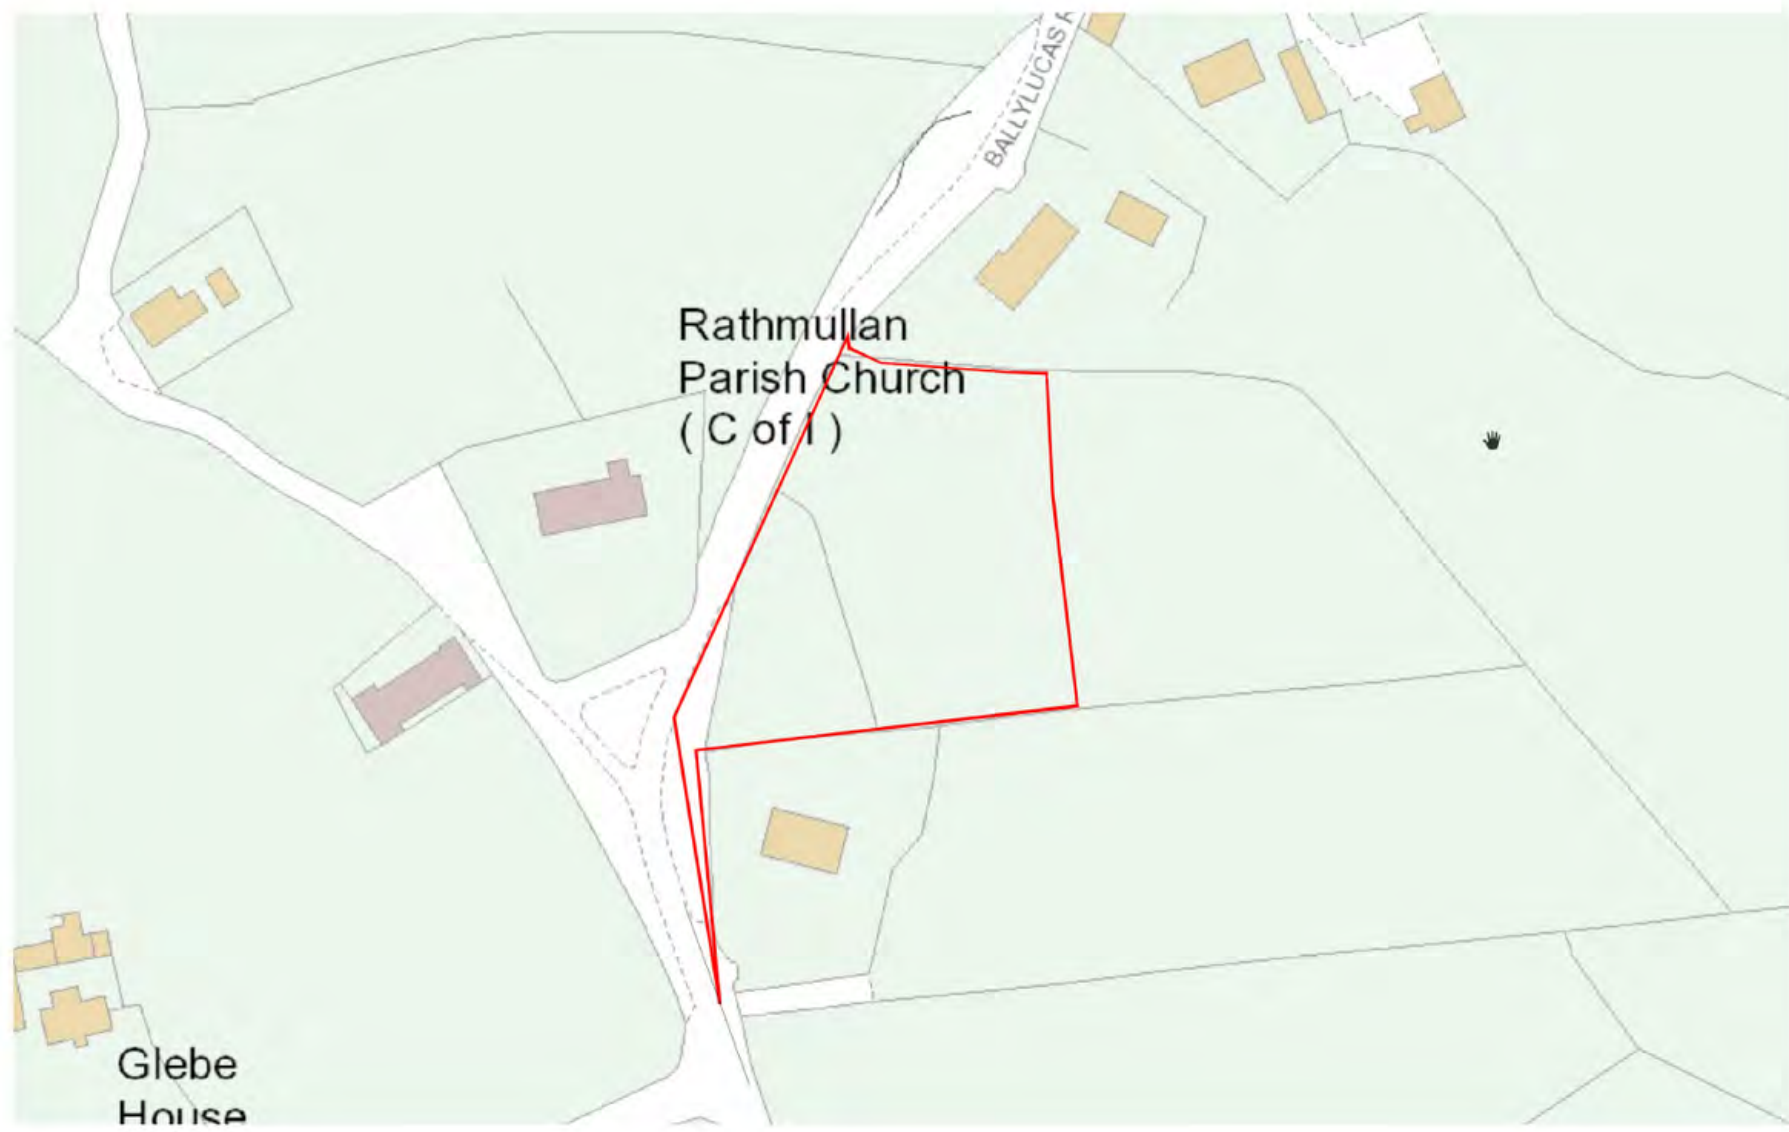 BALLYLUCAS R
Rathmullan
Parish Church
( C of I )
Glebe
House